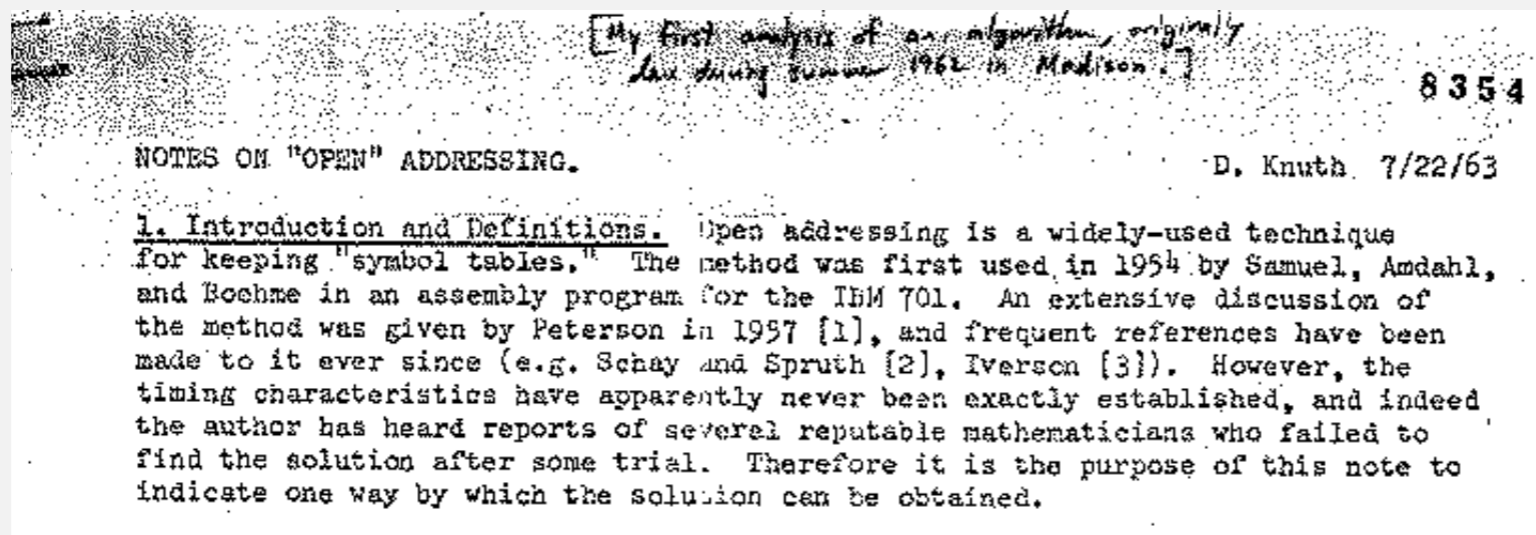 [My first analysis of an algorithm, originally
done during summer 1962 in Madison.]
8354
NOTES ON "OPEN" ADDRESSING. D. Knuth 7/22/63
1. Introduction and Definitions. Open addressing is a widely-used technique
for keeping "symbol tables." The method was first used in 1954 by Samuel, Amdahl,
and Boehme in an assembly program for the IBM 701. An extensive discussion of
the method was given by Peterson in 1957 [1], and frequent references have been
made to it ever since (e.g. Schay and Spruth [2], Iverson [3]). However, the
timing characteristics have apparently never been exactly established, and indeed
the author has heard reports of several reputable mathematicians who failed to
find the solution after some trial. Therefore it is the purpose of this note to
indicate one way by which the solution can be obtained.